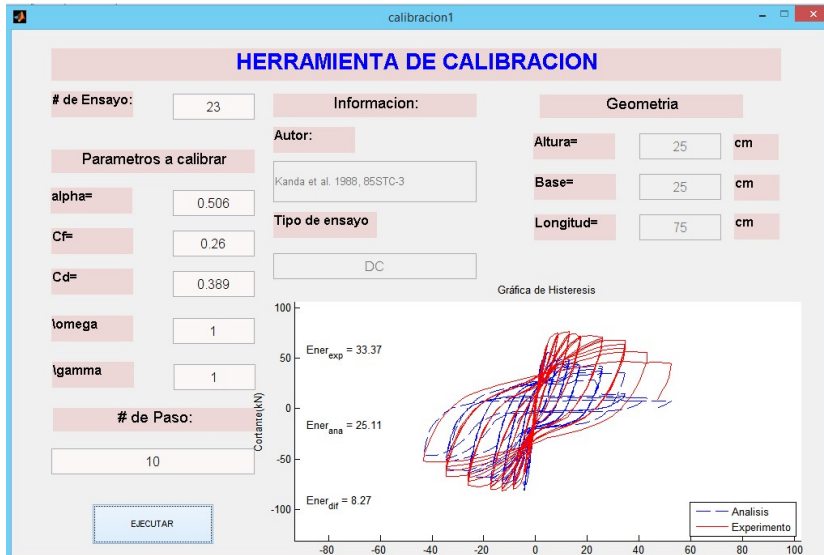 calibracion1
HERRAMIENTA DE CALIBRACION
# de Ensayo:
23
Parametros a calibrar
alpha=
0.506
Cf=
0.26
Cd=
0.389
\omega
1
\gamma
1
# de Paso:
10
EJECUTAR
Informacion:
Autor:
Kanda et al. 1988, 85STC-3
Tipo de ensayo
DC
Geometria
Altura=
25
cm
Base=
25
cm
Longitud=
75
cm
Gráfica de Histeresis
Cortante(kN)
100
50
0
-50
-100
Ener_exp = 33.37
Ener_ana = 25.11
Ener_dif = 8.27
Analisis
Experimento
-80 -60 -40 -20 0 20 40 60 80 100